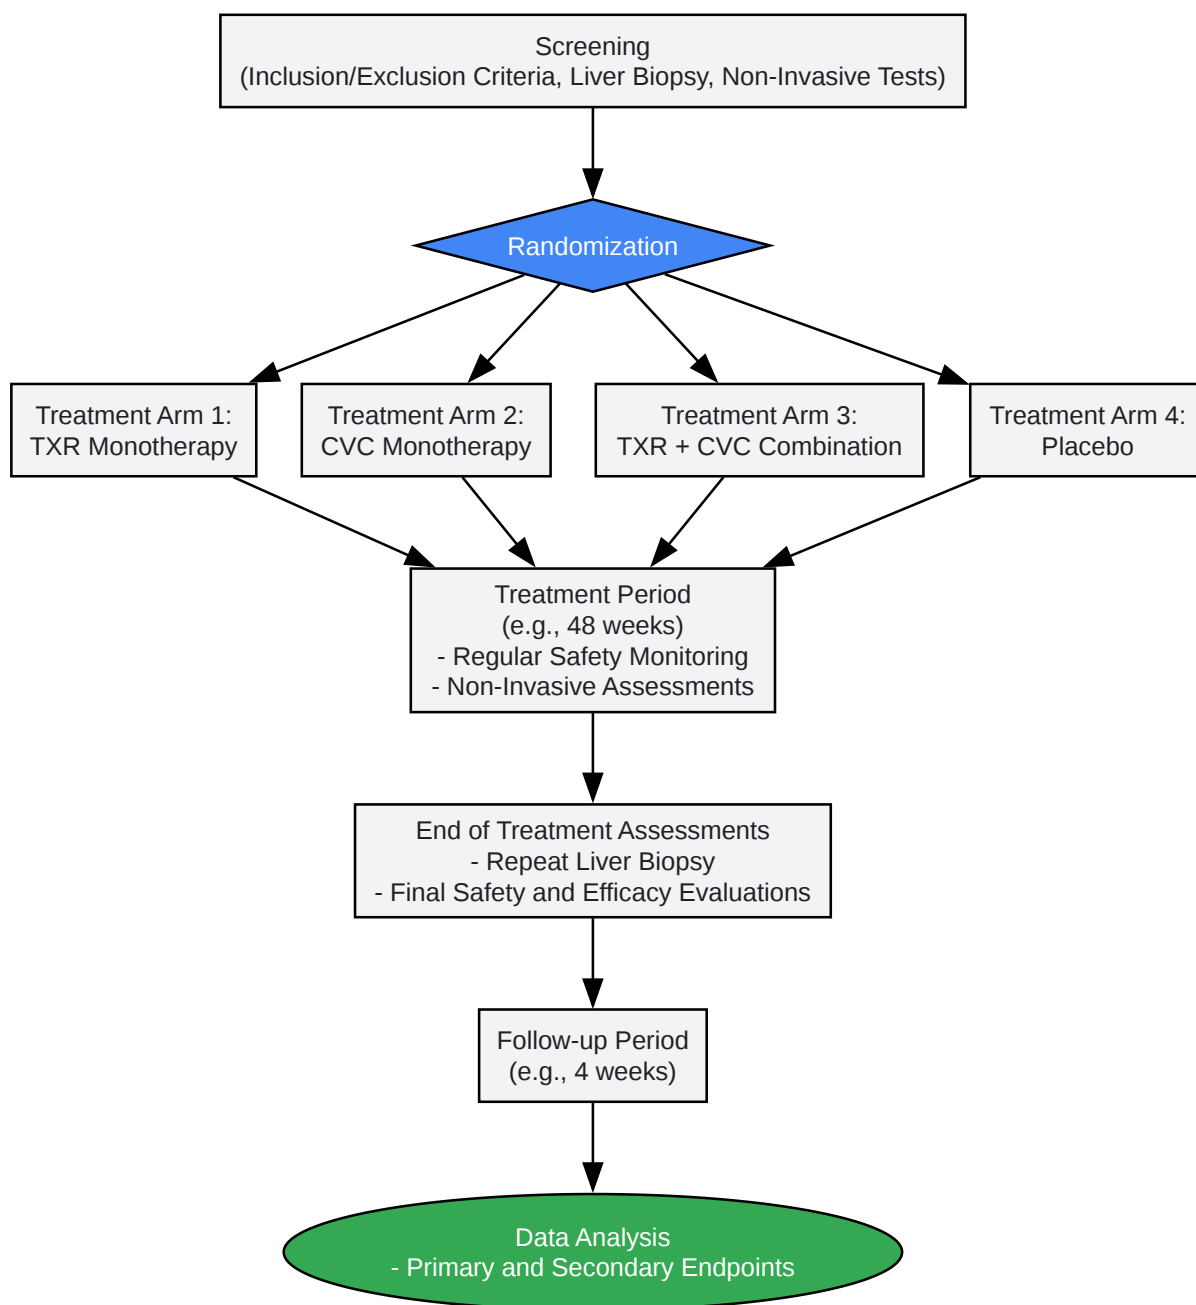 Screening
(Inclusion/Exclusion Criteria, Liver Biopsy, Non-Invasive Tests)
Randomization
Treatment Arm 1:
TXR Monotherapy
Treatment Arm 2:
CVC Monotherapy
Treatment Arm 3:
TXR + CVC Combination
Treatment Arm 4:
Placebo
Treatment Period
(e.g., 48 weeks)
- Regular Safety Monitoring
- Non-Invasive Assessments
End of Treatment Assessments
- Repeat Liver Biopsy
- Final Safety and Efficacy Evaluations
Follow-up Period
(e.g., 4 weeks)
Data Analysis
- Primary and Secondary Endpoints